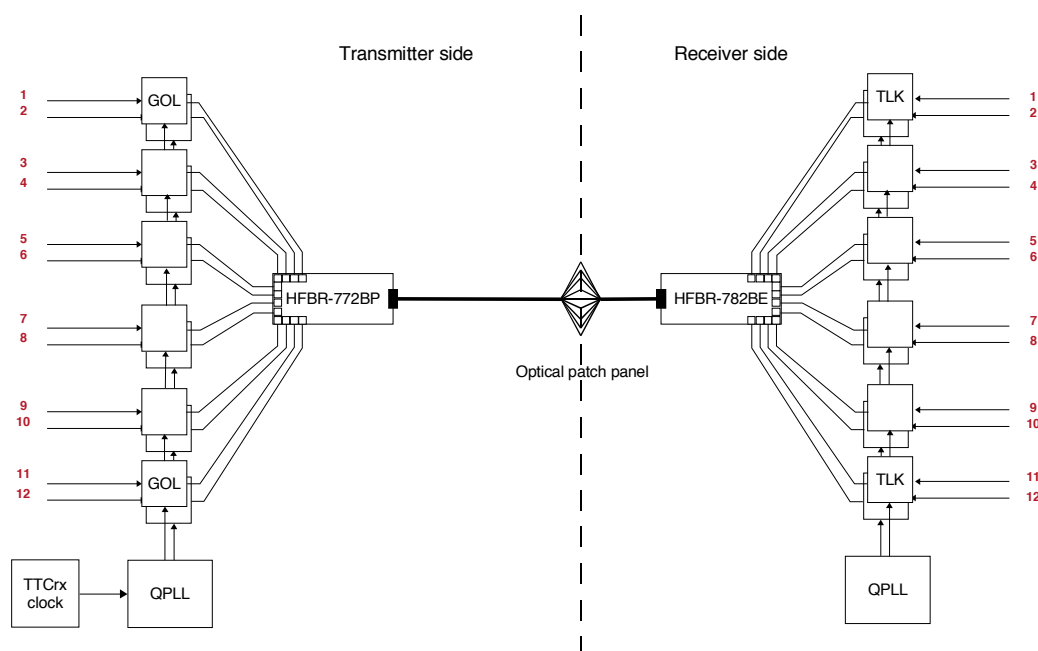 Transmitter side
Receiver side
1
2
GOL
TLK
1
2
3
4
3
4
5
6
5
6
HFBR-772BP
HFBR-782BE
7
8
7
8
Optical patch panel
9
10
9
10
11
12
GOL
TLK
11
12
TTCrx
clock
QPLL
QPLL